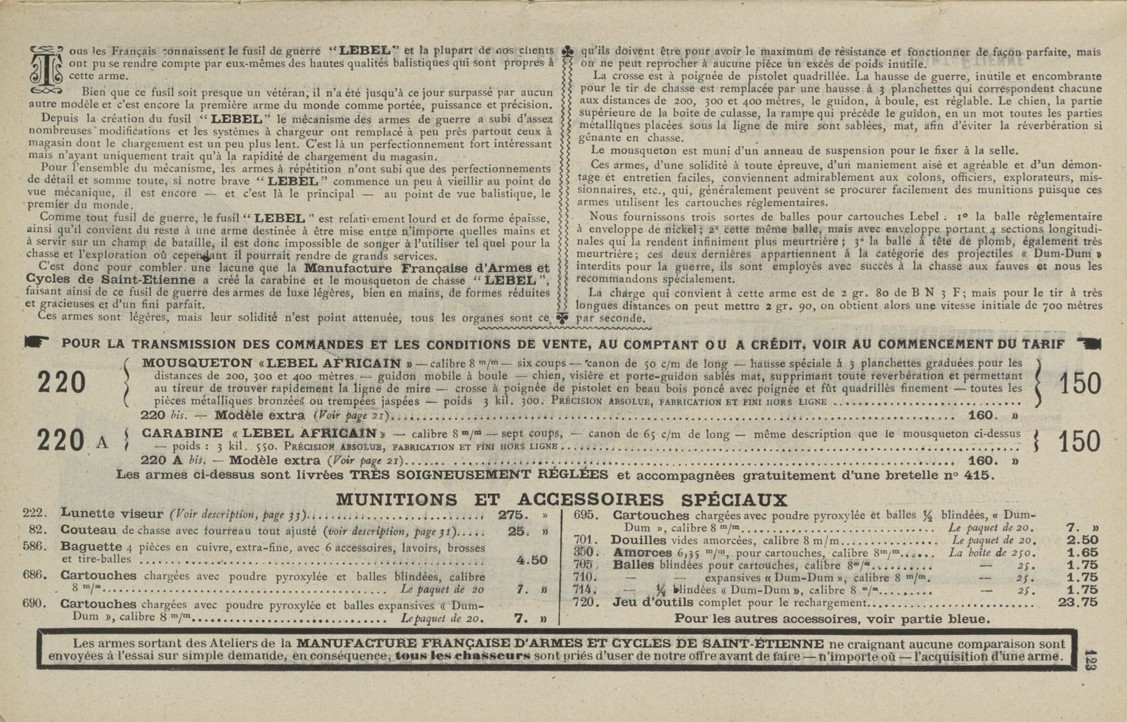 Tous les Français connaissent le fusil de guerre "LEBEL" et la plupart de nos clients
ont pu se rendre compte par eux-mêmes des hautes qualités balistiques qui sont propres à
cette arme.
Bien que ce fusil soit presque un vétéran, il n'a été jusqu'à ce jour surpassé par aucun
autre modèle et c'est encore la première arme du monde comme portée, puissance et précision.
Depuis la création du fusil "LEBEL" le mécanisme des armes de guerre a subi d'assez
nombreuses modifications et les systèmes à chargeur ont remplacé à peu près partout ceux à
magasin dont le chargement est un peu plus lent. C'est là un perfectionnement fort intéressant
mais n'ayant uniquement trait qu'à la rapidité de chargement du magasin.
Pour l'ensemble du mécanisme, les armes à répétition n'ont subi que des perfectionnements
de détail et somme toute, si notre brave "LEBEL" commence un peu à vieillir au point de
vue mécanique, il est encore — et c'est là le principal — au point de vue balistique, le
premier du monde.
Comme tout fusil de guerre, le fusil "LEBEL" est relativement lourd et de forme épaisse,
ainsi qu'il convient du reste à une arme destinée à être mise entre n'importe quelles mains et
à servir sur un champ de bataille, il est donc impossible de songer à l'utiliser tel quel pour la
chasse et l'exploration où cependant il pourrait rendre de grands services.
C'est donc pour combler une lacune que la Manufacture Française d'Armes et
Cycles de Saint-Etienne a créé la carabine et le mousqueton de chasse "LEBEL",
faisant ainsi de ce fusil de guerre des armes de luxe légères, bien en mains, de formes réduites
et gracieuses et d'un fini parfait.
Ces armes sont légères, mais leur solidité n'est point atténuée, tous les organes sont ce
qu'ils doivent être pour avoir le maximum de résistance et fonctionner de façon parfaite, mais
on ne peut reprocher à aucune pièce un excès de poids inutile.
La crosse est à poignée de pistolet quadrillée. La hausse de guerre, inutile et encombrante
pour le tir de chasse est remplacée par une hausse à 3 planchettes qui correspondent chacune
aux distances de 200, 300 et 400 mètres, le guidon, à boule, est réglable. Le chien, la partie
supérieure de la boite de culasse, la rampe qui précède le guidon, en un mot toutes les parties
métalliques placées sous la ligne de mire sont sablées, mat, afin d'éviter la réverbération si
gênante en chasse.
Le mousqueton est muni d'un anneau de suspension pour le fixer à la selle.
Ces armes, d'une solidité à toute épreuve, d'un maniement aisé et agréable et d'un démon-
tage et entretien faciles, conviennent admirablement aux colons, officiers, explorateurs, mis-
sionnaires, etc., qui, généralement peuvent se procurer facilement des munitions puisque ces
armes utilisent les cartouches réglementaires.
Nous fournissons trois sortes de balles pour cartouches Lebel : 1º la balle réglementaire
à enveloppe de nickel ; 2º cette même balle, mais avec enveloppe portant 4 sections longitudi-
nales qui la rendent infiniment plus meurtrière ; 3º la balle à tête de plomb, également très
meurtrière ; ces deux dernières appartiennent à la catégorie des projectiles « Dum-Dum »
interdits pour la guerre, ils sont employés avec succès à la chasse aux fauves et nous les
recommandons spécialement.
La charge qui convient à cette arme est de 2 gr. 80 de B N 3 F ; mais pour le tir à très
longues distances on peut mettre 2 gr. 90, on obtient alors une vitesse initiale de 700 mètres
par seconde.
POUR LA TRANSMISSION DES COMMANDES ET LES CONDITIONS DE VENTE, AU COMPTANT OU A CRÉDIT, VOIR AU COMMENCEMENT DU TARIF
220 MOUSQUETON «LEBEL AFRICAIN » — calibre 8 m/m — six coups — canon de 50 c/m de long — hausse spéciale à 3 planchettes graduées pour les
distances de 200, 300 et 400 mètres — guidon mobile à boule — chien, visière et porte-guidon sablés mat, supprimant toute reverbération et permettant
au tireur de trouver rapidement la ligne de mire — crosse à poignée de pistolet en beau bois poncé avec poignée et fût quadrillés finement — toutes les
pièces métalliques bronzées ou trempées jaspées — poids 3 kil. 300. PRÉCISION ABSOLUE, FABRICATION ET FINI HORS LIGNE ........ 150
220 bis. — Modèle extra (Voir page 21)........ 160. »
220 A CARABINE « LEBEL AFRICAIN » — calibre 8 m/m — sept coups, — canon de 65 c/m de long — même description que le mousqueton ci-dessus
— poids : 3 kil. 550. PRÉCISION ABSOLUE, FABRICATION ET FINI HORS LIGNE........ 150
220 A bis. — Modèle extra (Voir page 21)........ 160. »
Les armes ci-dessus sont livrées TRÈS SOIGNEUSEMENT RÉGLÉES et accompagnées gratuitement d'une bretelle nº 415.
MUNITIONS ET ACCESSOIRES SPÉCIAUX
222. Lunette viseur (Voir description, page 33)........ 275. »
82. Couteau de chasse avec fourreau tout ajusté (voir description, page 31)..... 25. »
586. Baguette 4 pièces en cuivre, extra-fine, avec 6 accessoires, lavoirs, brosses
et tire-balles ........ 4.50
686. Cartouches chargées avec poudre pyroxylée et balles blindées, calibre
8 m/m........ Le paquet de 20 7. »
690. Cartouches chargées avec poudre pyroxylée et balles expansives « Dum-
Dum », calibre 8 m/m........ Le paquet de 20. 7. »
695. Cartouches chargées avec poudre pyroxylée et balles ½ blindées, « Dum-
Dum », calibre 8 m/m........ Le paquet de 20. 7. »
701. Douilles vides amorcées, calibre 8 m/m........ Le paquet de 20. 2.50
350. Amorces 6,35 m/m, pour cartouches, calibre 8 m/m...... La boîte de 250. 1.65
705 Balles blindées pour cartouches, calibre 8 m/m........ — 25. 1.75
710. — — expansives « Dum-Dum », calibre 8 m/m. — 25. 1.75
714. — ½ blindées « Dum-Dum », calibre 8 m/m........ — 25. 1.75
720. Jeu d'outils complet pour le rechargement........ 23.75
Pour les autres accessoires, voir partie bleue.
Les armes sortant des Ateliers de la MANUFACTURE FRANÇAISE D'ARMES ET CYCLES DE SAINT-ÉTIENNE ne craignant aucune comparaison sont
envoyées à l'essai sur simple demande, en conséquence, tous les chasseurs sont priés d'user de notre offre avant de faire — n'importe où — l'acquisition d'une arme.
123